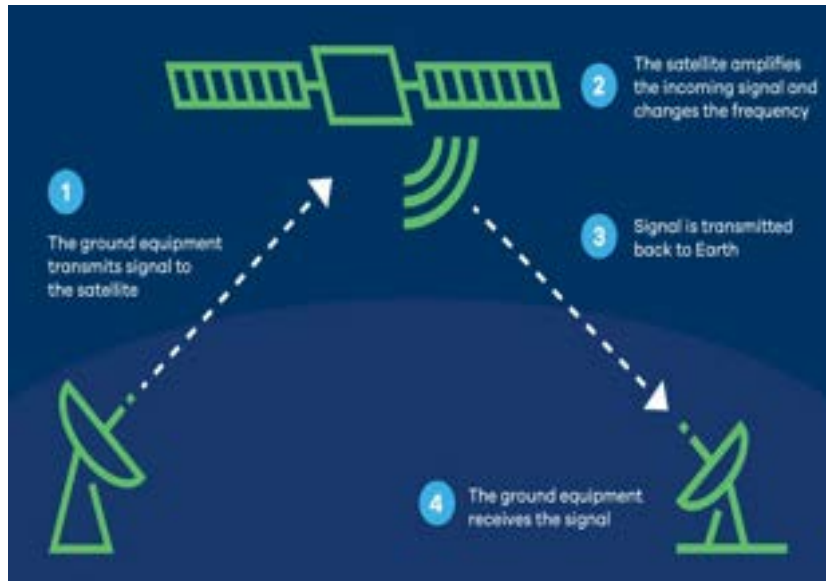 1
The ground equipment
transmits signal to
the satellite
2
The satellite amplifies
the incoming signal and
changes the frequency
3
Signal is transmitted
back to Earth
4
The ground equipment
receives the signal